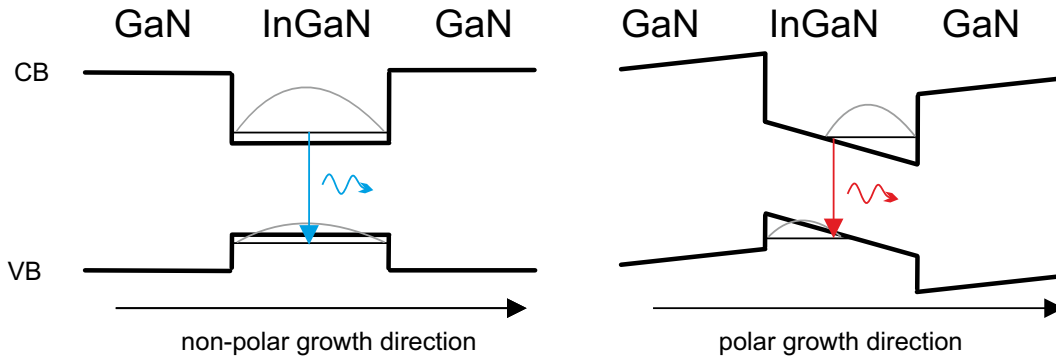 GaN InGaN GaN
GaN InGaN GaN
CB
VB
non-polar growth direction
polar growth direction